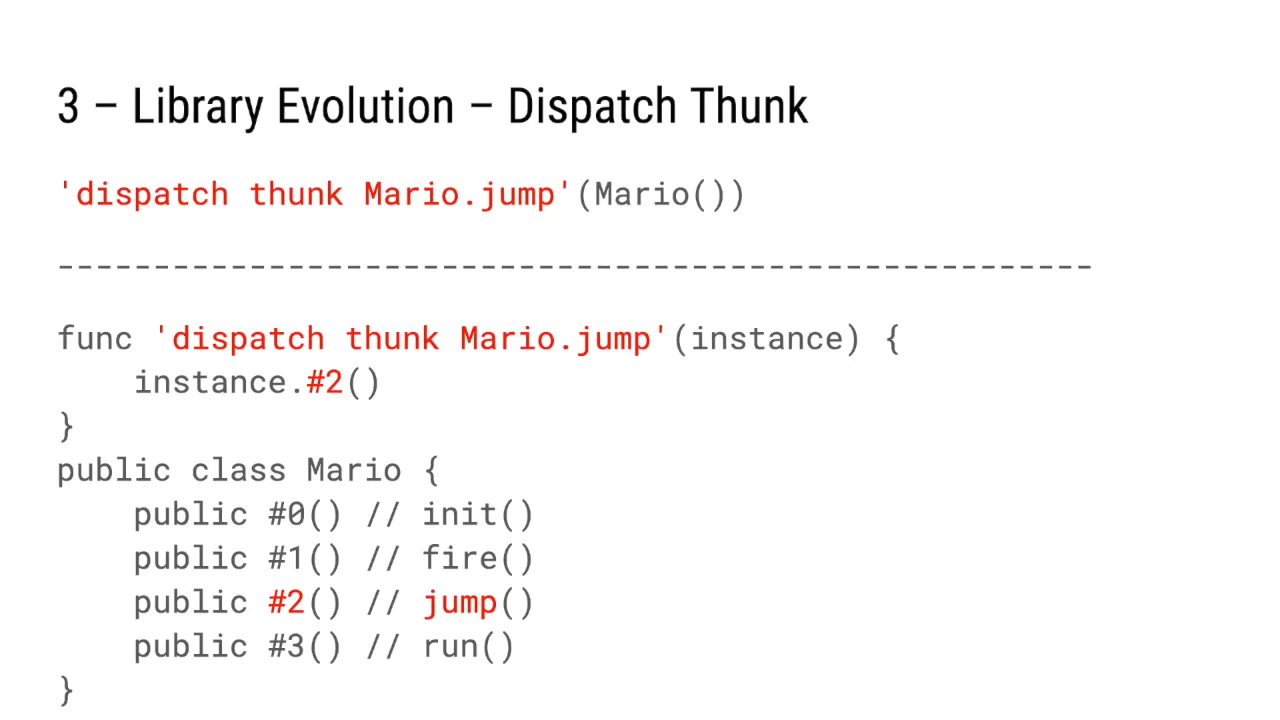 3 – Library Evolution – Dispatch Thunk
'dispatch thunk Mario.jump'(Mario())
------------------------------------------------------
func 'dispatch thunk Mario.jump'(instance) {
    instance.#2()
}
public class Mario {
    public #0() // init()
    public #1() // fire()
    public #2() // jump()
    public #3() // run()
}